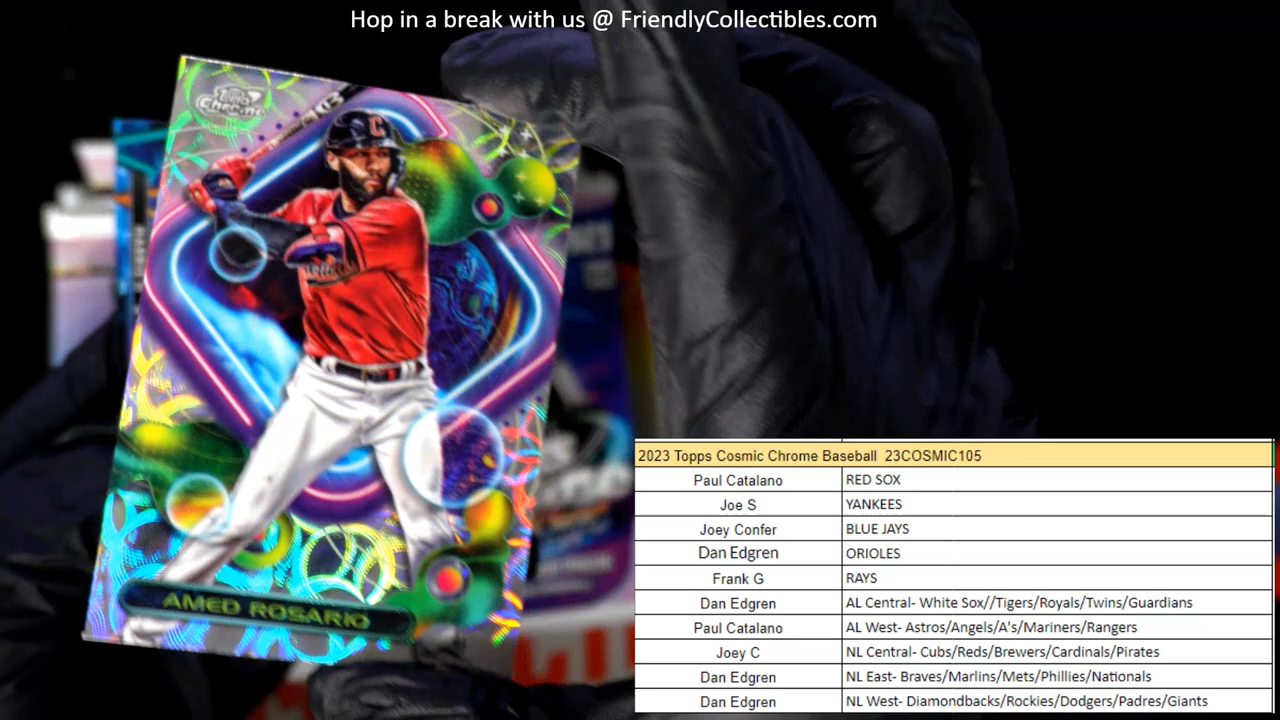 Hop in a break with us @ FriendlyCollectibles.com
Topps
Chrome
C
AMED ROSARIO
2023 Topps Cosmic Chrome Baseball 23COSMIC105
Paul Catalano RED SOX
Joe S YANKEES
Joey Confer BLUE JAYS
Dan Edgren ORIOLES
Frank G RAYS
Dan Edgren AL Central- White Sox//Tigers/Royals/Twins/Guardians
Paul Catalano AL West- Astros/Angels/A's/Mariners/Rangers
Joey C NL Central- Cubs/Reds/Brewers/Cardinals/Pirates
Dan Edgren NL East- Braves/Marlins/Mets/Phillies/Nationals
Dan Edgren NL West- Diamondbacks/Rockies/Dodgers/Padres/Giants